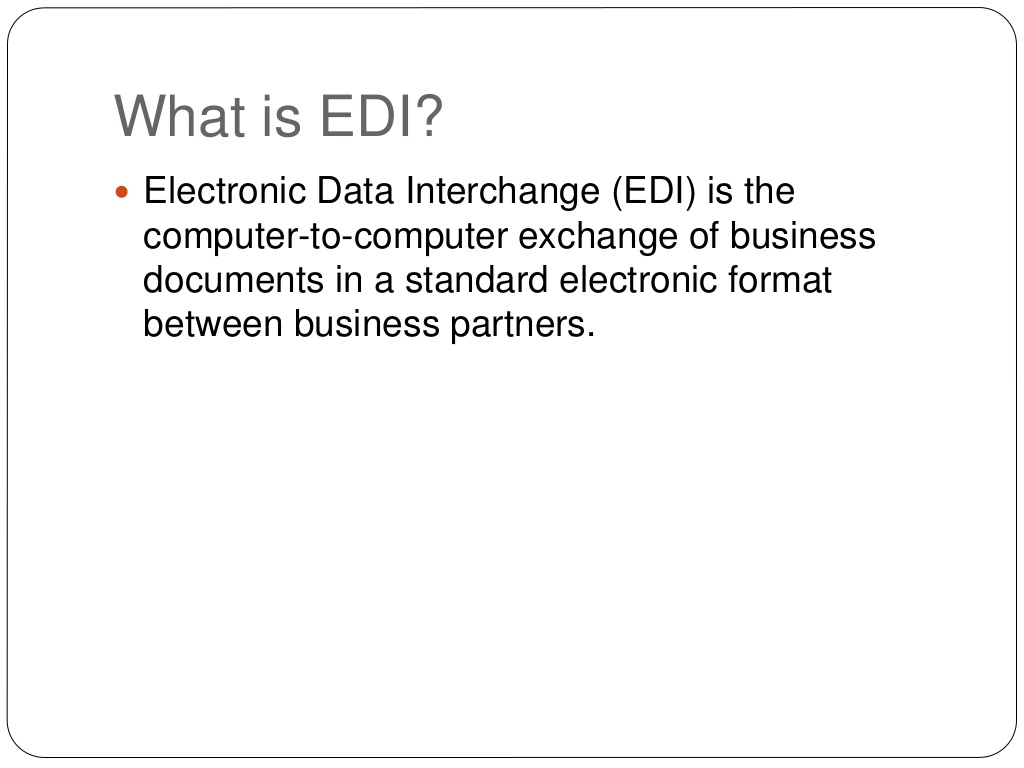 What is EDI?
• Electronic Data Interchange (EDI) is the
computer-to-computer exchange of business
documents in a standard electronic format
between business partners.